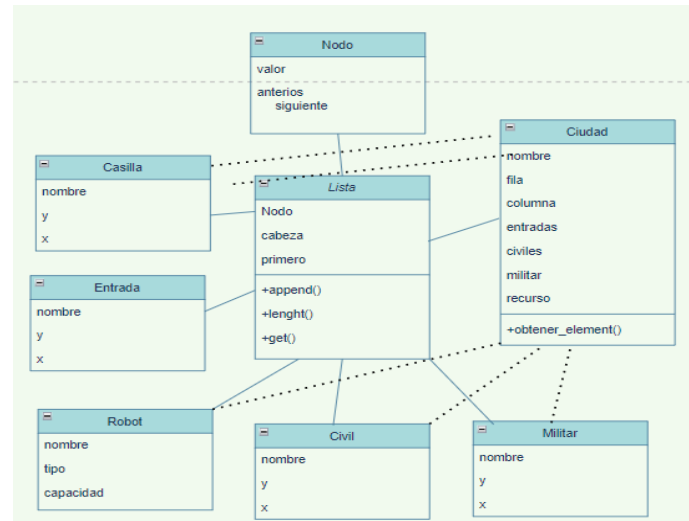 Nodo
valor
anterios
siguiente
Casilla
nombre
y
x
Lista
Nodo
cabeza
primero
+append()
+lenght()
+get()
Ciudad
nombre
fila
columna
entradas
civiles
militar
recurso
+obtener_element()
Entrada
nombre
y
x
Robot
nombre
tipo
capacidad
Civil
nombre
y
x
Militar
nombre
y
x